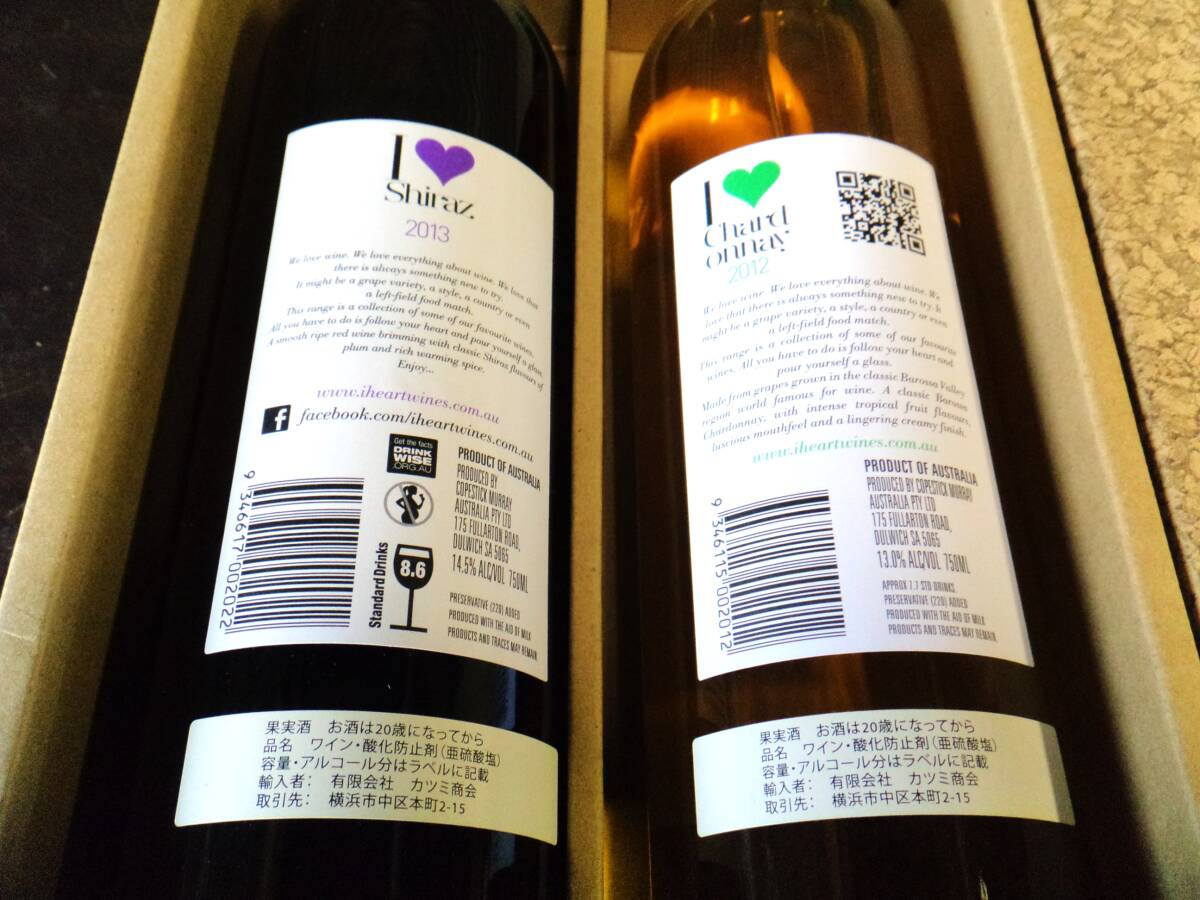 I
Shiraz
2013
We love wine. We love everything about wine. We love that
there is always something new to try.
It might be a grape variety, a style, a country or even
a left-field food match.
This range is a collection of some of our favourite wines.
All you have to do is follow your heart and pour yourself a glass.
A smooth ripe red wine brimming with classic Shiraz flavours of
plum and rich warming spice.
Enjoy...
www.iheartwines.com.au
f facebook.com/iheartwines.com.au
Get the facts
DRINK
WISE
.ORG.AU
PRODUCT OF AUSTRALIA
PRODUCED BY
COPESTICK MURRAY
AUSTRALIA PTY LTD
175 FULLARTON ROAD,
DULWICH SA 5065
14.5% ALC/VOL 750ML
PRESERVATIVE (220) ADDED
PRODUCED WITH THE AID OF MILK
PRODUCTS AND TRACES MAY REMAIN
Standard Drinks
8.6
9 346617 002022
果実酒 お酒は20歳になってから
品名 ワイン・酸化防止剤(亜硫酸塩)
容量・アルコール分はラベルに記載
輸入者: 有限会社 カツミ商会
取引先: 横浜市中区本町2-15
I
Chard
onnay
2012
We love wine. We love everything about wine. We
love that there is always something new to try. It
might be a grape variety, a style, a country or even
a left-field food match.
This range is a collection of some of our favourite
wines. All you have to do is follow your heart and
pour yourself a glass.
Made from grapes grown in the classic Barossa Valley
region world famous for wine. A classic Barossa
Chardonnay, with intense tropical fruit flavours,
luscious mouthfeel and a lingering creamy finish.
www.iheartwines.com.au
PRODUCT OF AUSTRALIA
PRODUCED BY COPESTICK MURRAY
AUSTRALIA PTY LTD
175 FULLARTON ROAD,
DULWICH SA 5065
13.0% ALC/VOL 750ML
APPROX 7.7 STD DRINKS.
PRESERVATIVE (220) ADDED
PRODUCED WITH THE AID OF MILK
PRODUCTS AND TRACES MAY REMAIN.
9 346115 002012
果実酒 お酒は20歳になってから
品名 ワイン・酸化防止剤(亜硫酸塩)
容量・アルコール分はラベルに記載
輸入者: 有限会社 カツミ商会
取引先: 横浜市中区本町2-15